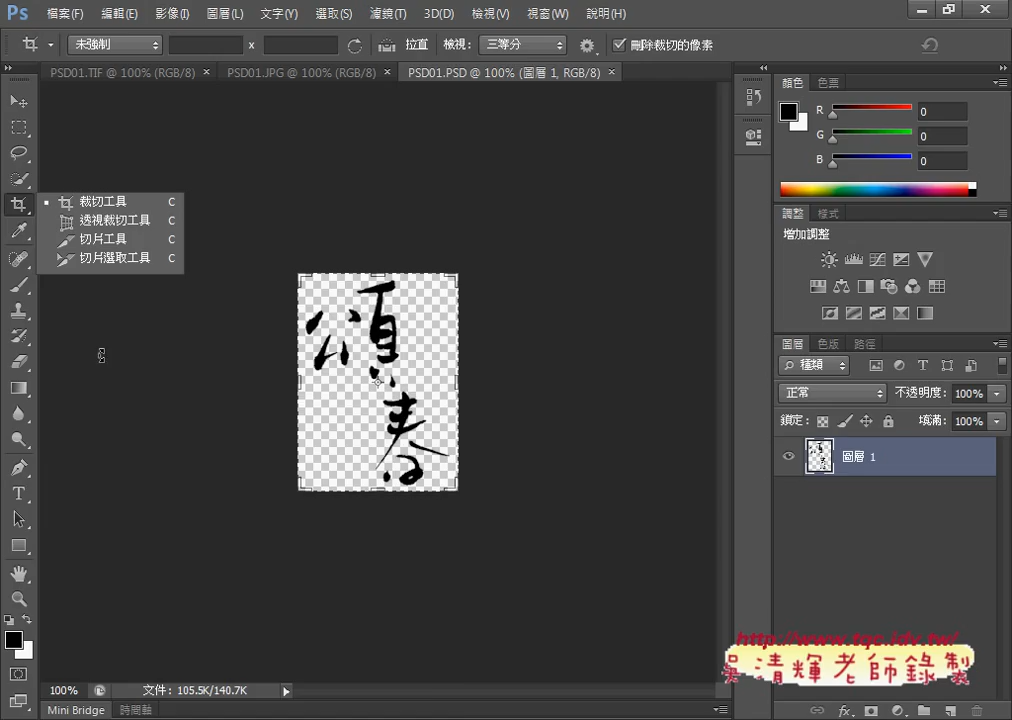 Ps 檔案(F) 編輯(E) 影像(I) 圖層(L) 文字(Y) 選取(S) 濾鏡(T) 3D(D) 檢視(V) 視窗(W) 說明(H)
未強制 x 拉直 檢視： 三等分 刪除裁切的像素
PSD01.TIF @ 100% (RGB/8) × PSD01.JPG @ 100% (RGB/8) × PSD01.PSD @ 100% (圖層 1, RGB/8) ×
裁切工具 C
透視裁切工具 C
切片工具 C
切片選取工具 C
頌
春
顏色 色票
R 0
G 0
B 0
調整 樣式
增加調整
圖層 色版 路徑
種類
正常 不透明度： 100%
鎖定： 填滿： 100%
圖層 1
http://www.tqc.idv.tw/
吳清輝老師錄製
100% 文件：105.5K/140.7K
Mini Bridge 時間軸